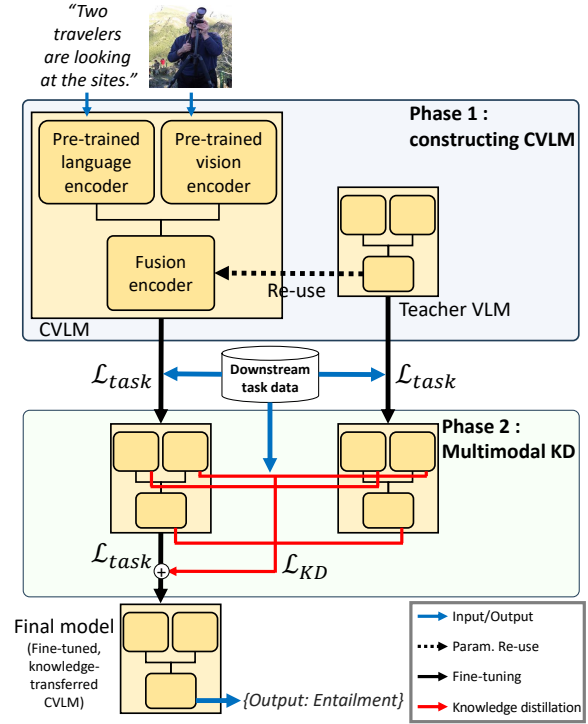 “Two
travelers
are looking
at the sites.”
Phase 1 :
constructing CVLM
Pre-trained
language
encoder
Pre-trained
vision
encoder
Fusion
encoder
Re-use
CVLM
Teacher VLM
ℒtask
Downstream
task data
ℒtask
Phase 2 :
Multimodal KD
ℒtask
+
ℒKD
Final model
(Fine-tuned,
knowledge-
transferred
CVLM)
{Output: Entailment}
Input/Output
Param. Re-use
Fine-tuning
Knowledge distillation